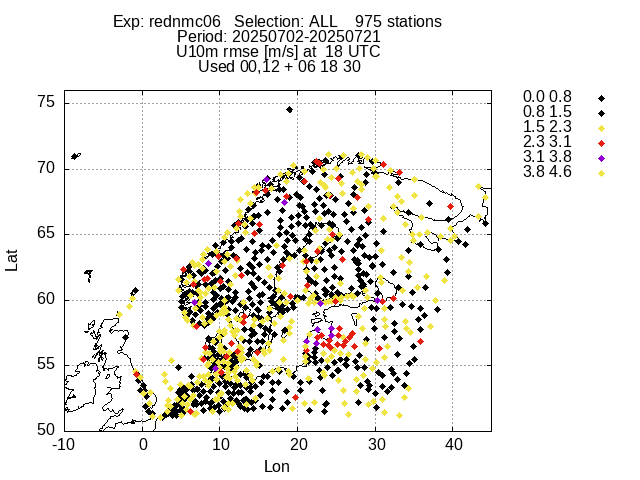 Exp: rednmc06 Selection: ALL 975 stations
Period: 20250702-20250721
U10m rmse [m/s] at 18 UTC
Used 00,12 + 06 18 30
0.0 0.8
0.8 1.5
1.5 2.3
2.3 3.1
3.1 3.8
3.8 4.6
75
70
65
60
55
50
Lat
-10 0 10 20 30 40
Lon